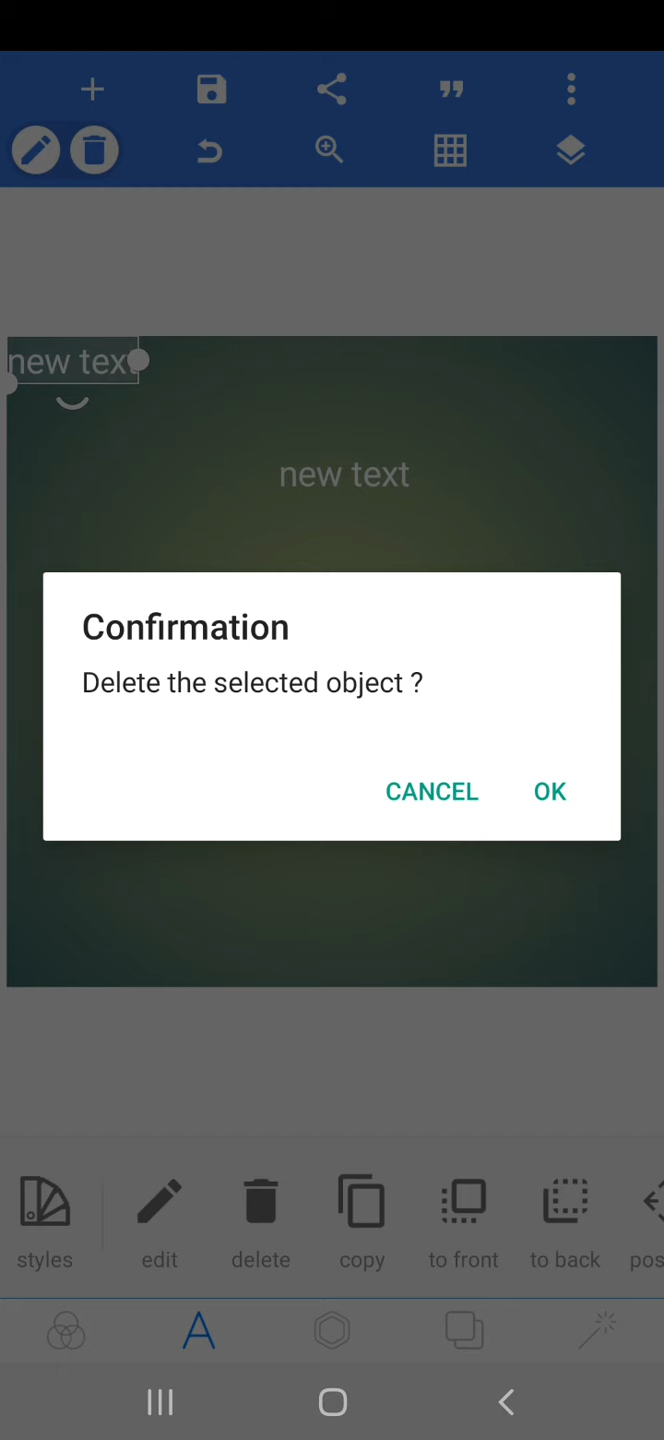 new text
new text
Confirmation
Delete the selected object ?
CANCEL OK
styles edit delete copy to front to back pos